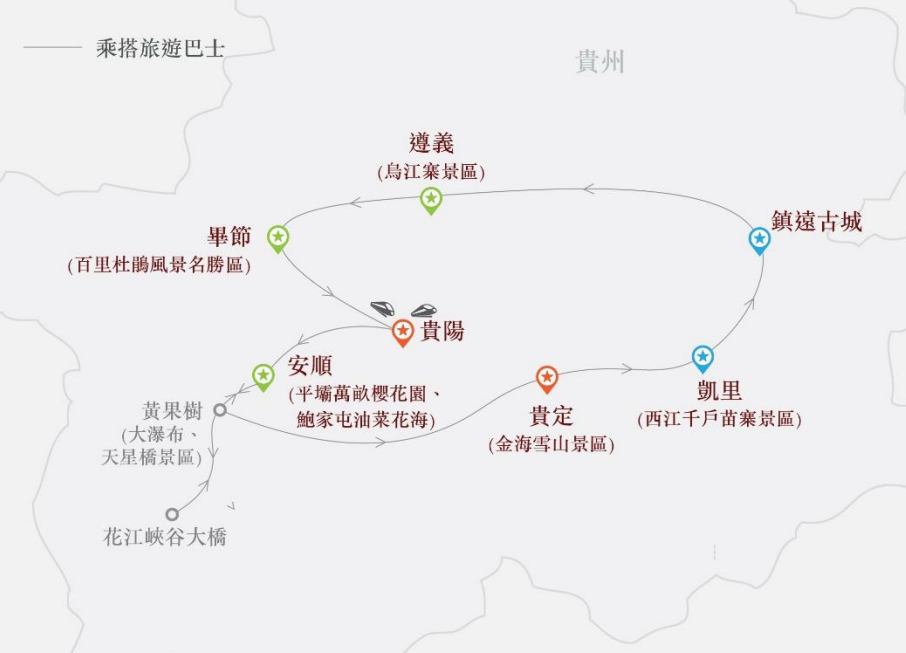 乘搭旅遊巴士
貴州
遵義
(烏江寨景區)
鎮遠古城
畢節
(百里杜鵑風景名勝區)
貴陽
安順
(平壩萬畝櫻花園、
鮑家屯油菜花海)
凱里
(西江千戶苗寨景區)
黃果樹
(大瀑布、
天星橋景區)
貴定
(金海雪山景區)
花江峽谷大橋